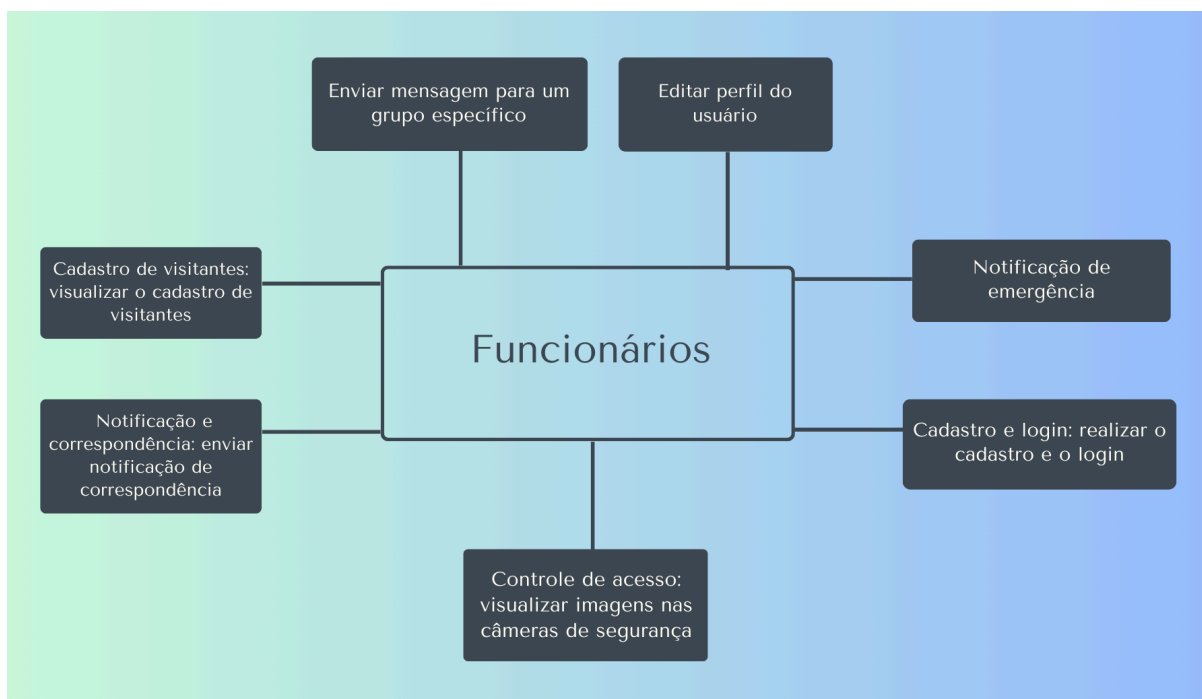 Enviar mensagem para um
grupo específico
Editar perfil do
usuário
Cadastro de visitantes:
visualizar o cadastro de
visitantes
Notificação de
emergência
Funcionários
Notificação e
correspondência: enviar
notificação de
correspondência
Cadastro e login: realizar o
cadastro e o login
Controle de acesso:
visualizar imagens nas
câmeras de segurança